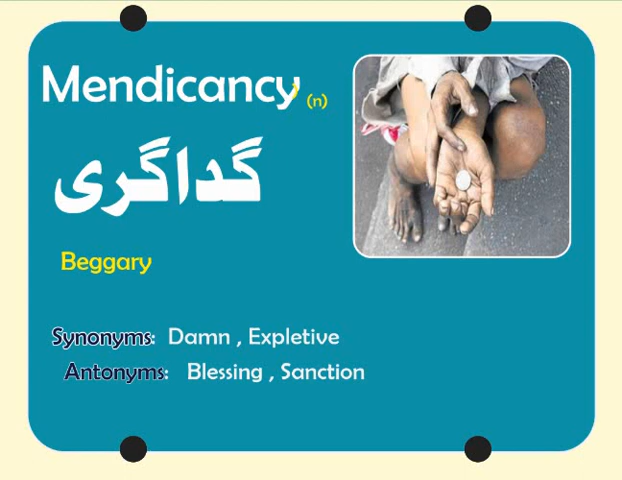 Mendicancy (n)
گداگری
Beggary
Synonyms: Damn , Expletive
Antonyms: Blessing , Sanction